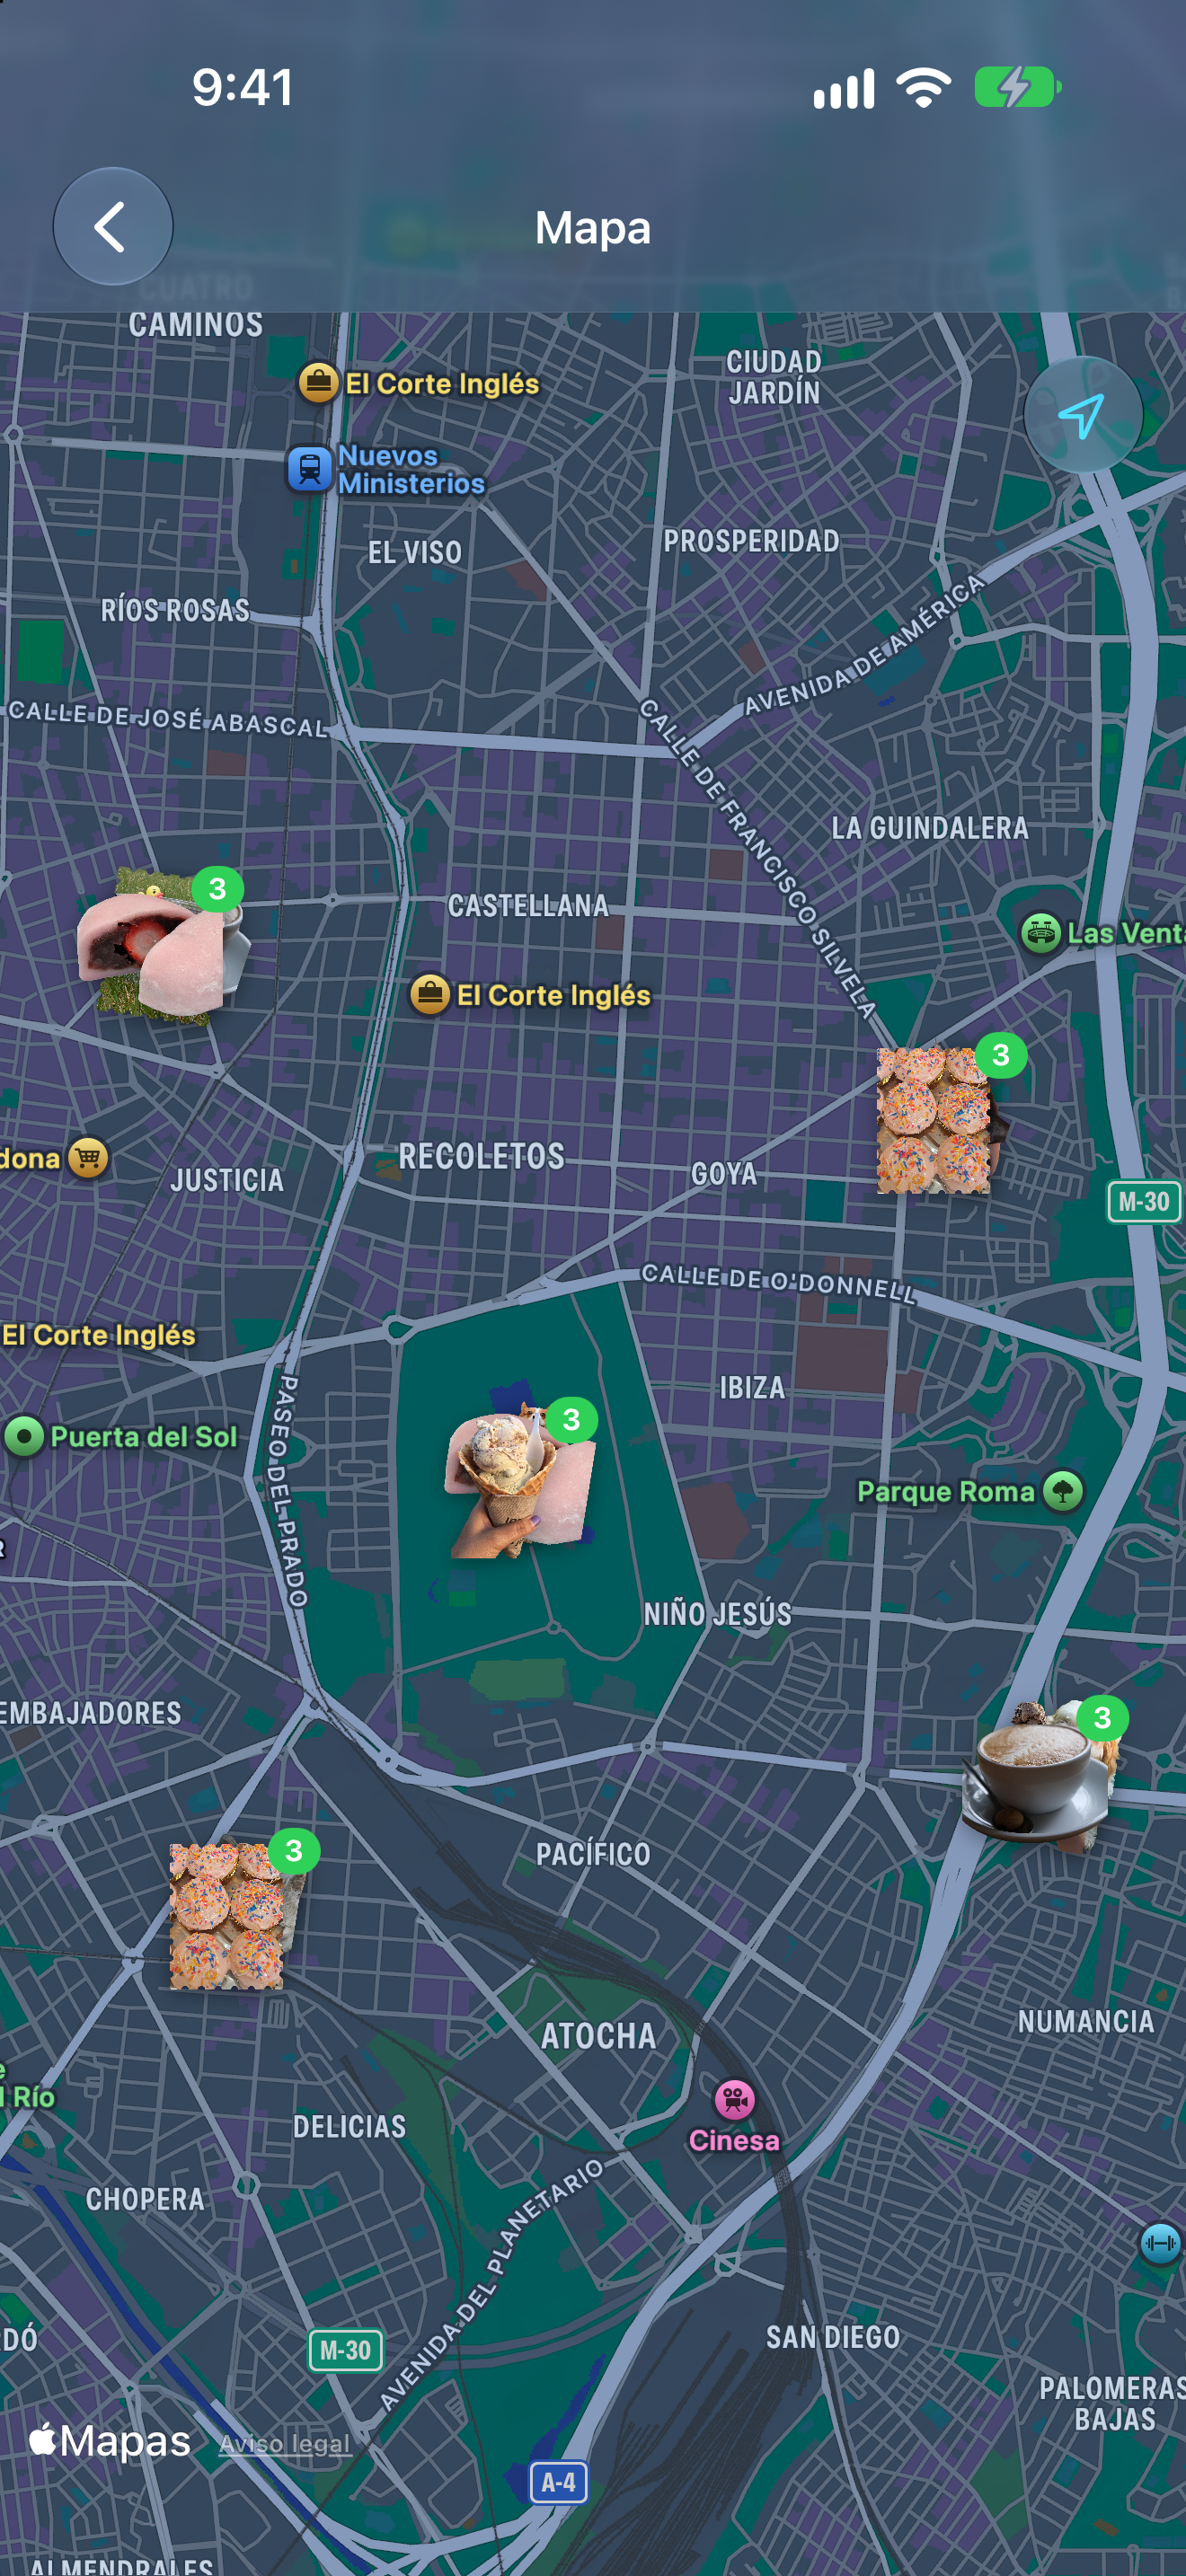 9:41
Mapa
CUATRO
CAMINOS
El Corte Inglés
CIUDAD
JARDÍN
Nuevos
Ministerios
EL VISO
PROSPERIDAD
RÍOS ROSAS
AVENIDA DE AMÉRICA
CALLE DE JOSÉ ABASCAL
CALLE DE FRANCISCO SILVELA
LA GUINDALERA
3
CASTELLANA
Las Venta
El Corte Inglés
3
dona
RECOLETOS
JUSTICIA
GOYA
M-30
CALLE DE O'DONNELL
El Corte Inglés
PASEO DEL PRADO
IBIZA
3
Puerta del Sol
Parque Roma
R
NIÑO JESÚS
EMBAJADORES
3
3
PACÍFICO
NUMANCIA
ATOCHA
e
l Río
DELICIAS
Cinesa
CHOPERA
AVENIDA DEL PLANETARIO
RDÓ
M-30
SAN DIEGO
PALOMERAS
BAJAS
Mapas
Aviso legal
A-4
ALMENDRALES